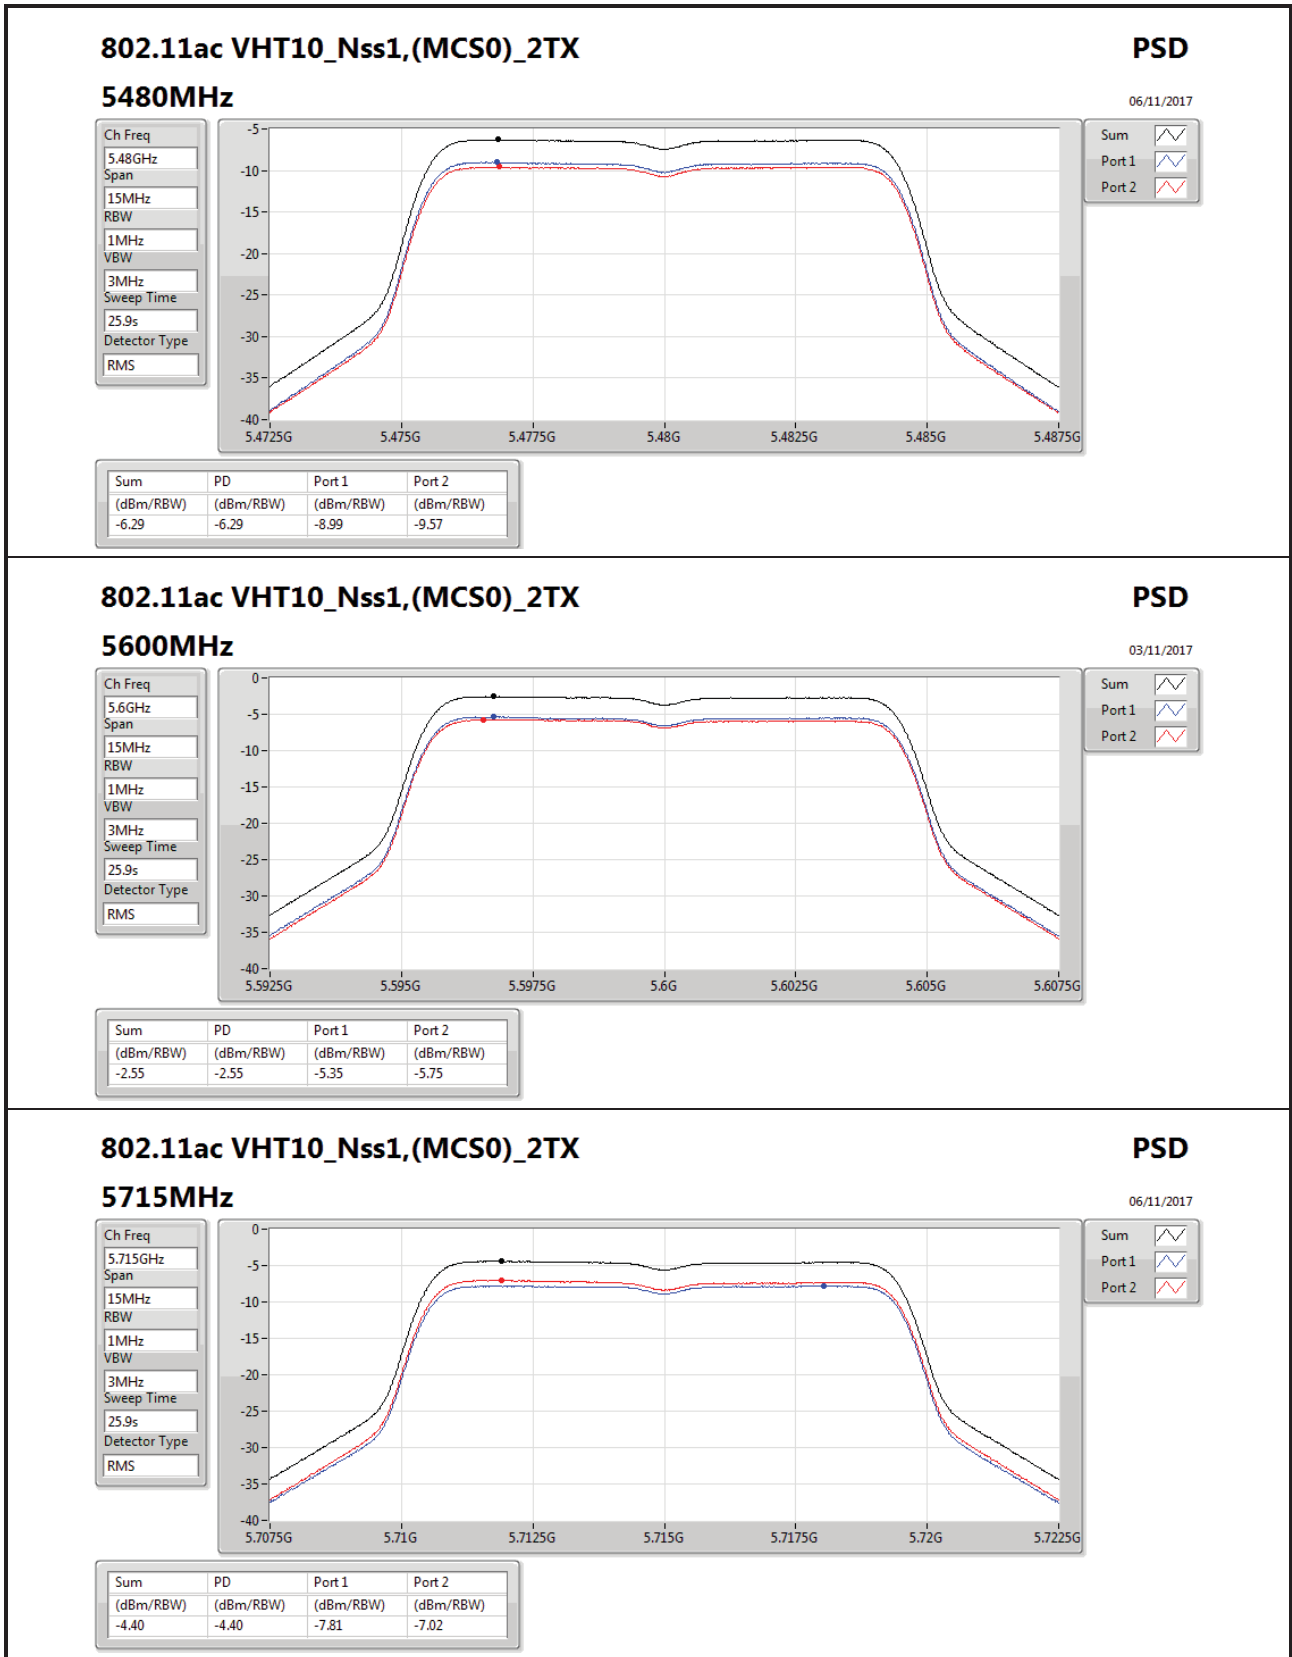 802.11ac VHT10_Nss1,(MCS0)_2TX PSD
5480MHz 06/11/2017
Ch Freq
5.48GHz
Span
15MHz
RBW
1MHz
VBW
3MHz
Sweep Time
25.9s
Detector Type
RMS
-5
-10
-15
-20
-25
-30
-35
-40
5.4725G 5.475G 5.4775G 5.48G 5.4825G 5.485G 5.4875G
Sum
Port 1
Port 2
Sum PD Port 1 Port 2
(dBm/RBW) (dBm/RBW) (dBm/RBW) (dBm/RBW)
-6.29 -6.29 -8.99 -9.57
802.11ac VHT10_Nss1,(MCS0)_2TX PSD
5600MHz 03/11/2017
Ch Freq
5.6GHz
Span
15MHz
RBW
1MHz
VBW
3MHz
Sweep Time
25.9s
Detector Type
RMS
0
-5
-10
-15
-20
-25
-30
-35
-40
5.5925G 5.595G 5.5975G 5.6G 5.6025G 5.605G 5.6075G
Sum
Port 1
Port 2
Sum PD Port 1 Port 2
(dBm/RBW) (dBm/RBW) (dBm/RBW) (dBm/RBW)
-2.55 -2.55 -5.35 -5.75
802.11ac VHT10_Nss1,(MCS0)_2TX PSD
5715MHz 06/11/2017
Ch Freq
5.715GHz
Span
15MHz
RBW
1MHz
VBW
3MHz
Sweep Time
25.9s
Detector Type
RMS
0
-5
-10
-15
-20
-25
-30
-35
-40
5.7075G 5.71G 5.7125G 5.715G 5.7175G 5.72G 5.7225G
Sum
Port 1
Port 2
Sum PD Port 1 Port 2
(dBm/RBW) (dBm/RBW) (dBm/RBW) (dBm/RBW)
-4.40 -4.40 -7.81 -7.02